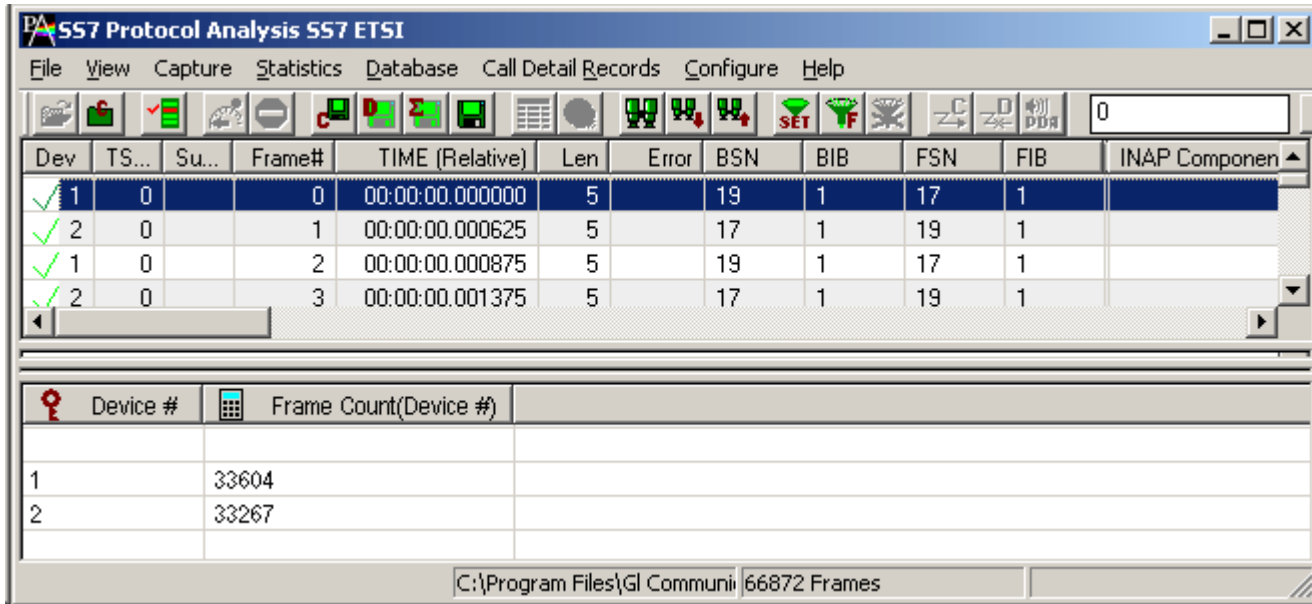 SS7 Protocol Analysis SS7 ETSI
File View Capture Statistics Database Call Detail Records Configure Help
C D Σ SET F C D PDA 0
Dev TS... Su... Frame# TIME (Relative) Len Error BSN BIB FSN FIB INAP Componen
1 0 0 00:00:00.000000 5 19 1 17 1
2 0 1 00:00:00.000625 5 17 1 19 1
1 0 2 00:00:00.000875 5 19 1 17 1
2 0 3 00:00:00.001375 5 17 1 19 1
Device # Frame Count(Device #)
1 33604
2 33267
C:\Program Files\Gl Communi 66872 Frames